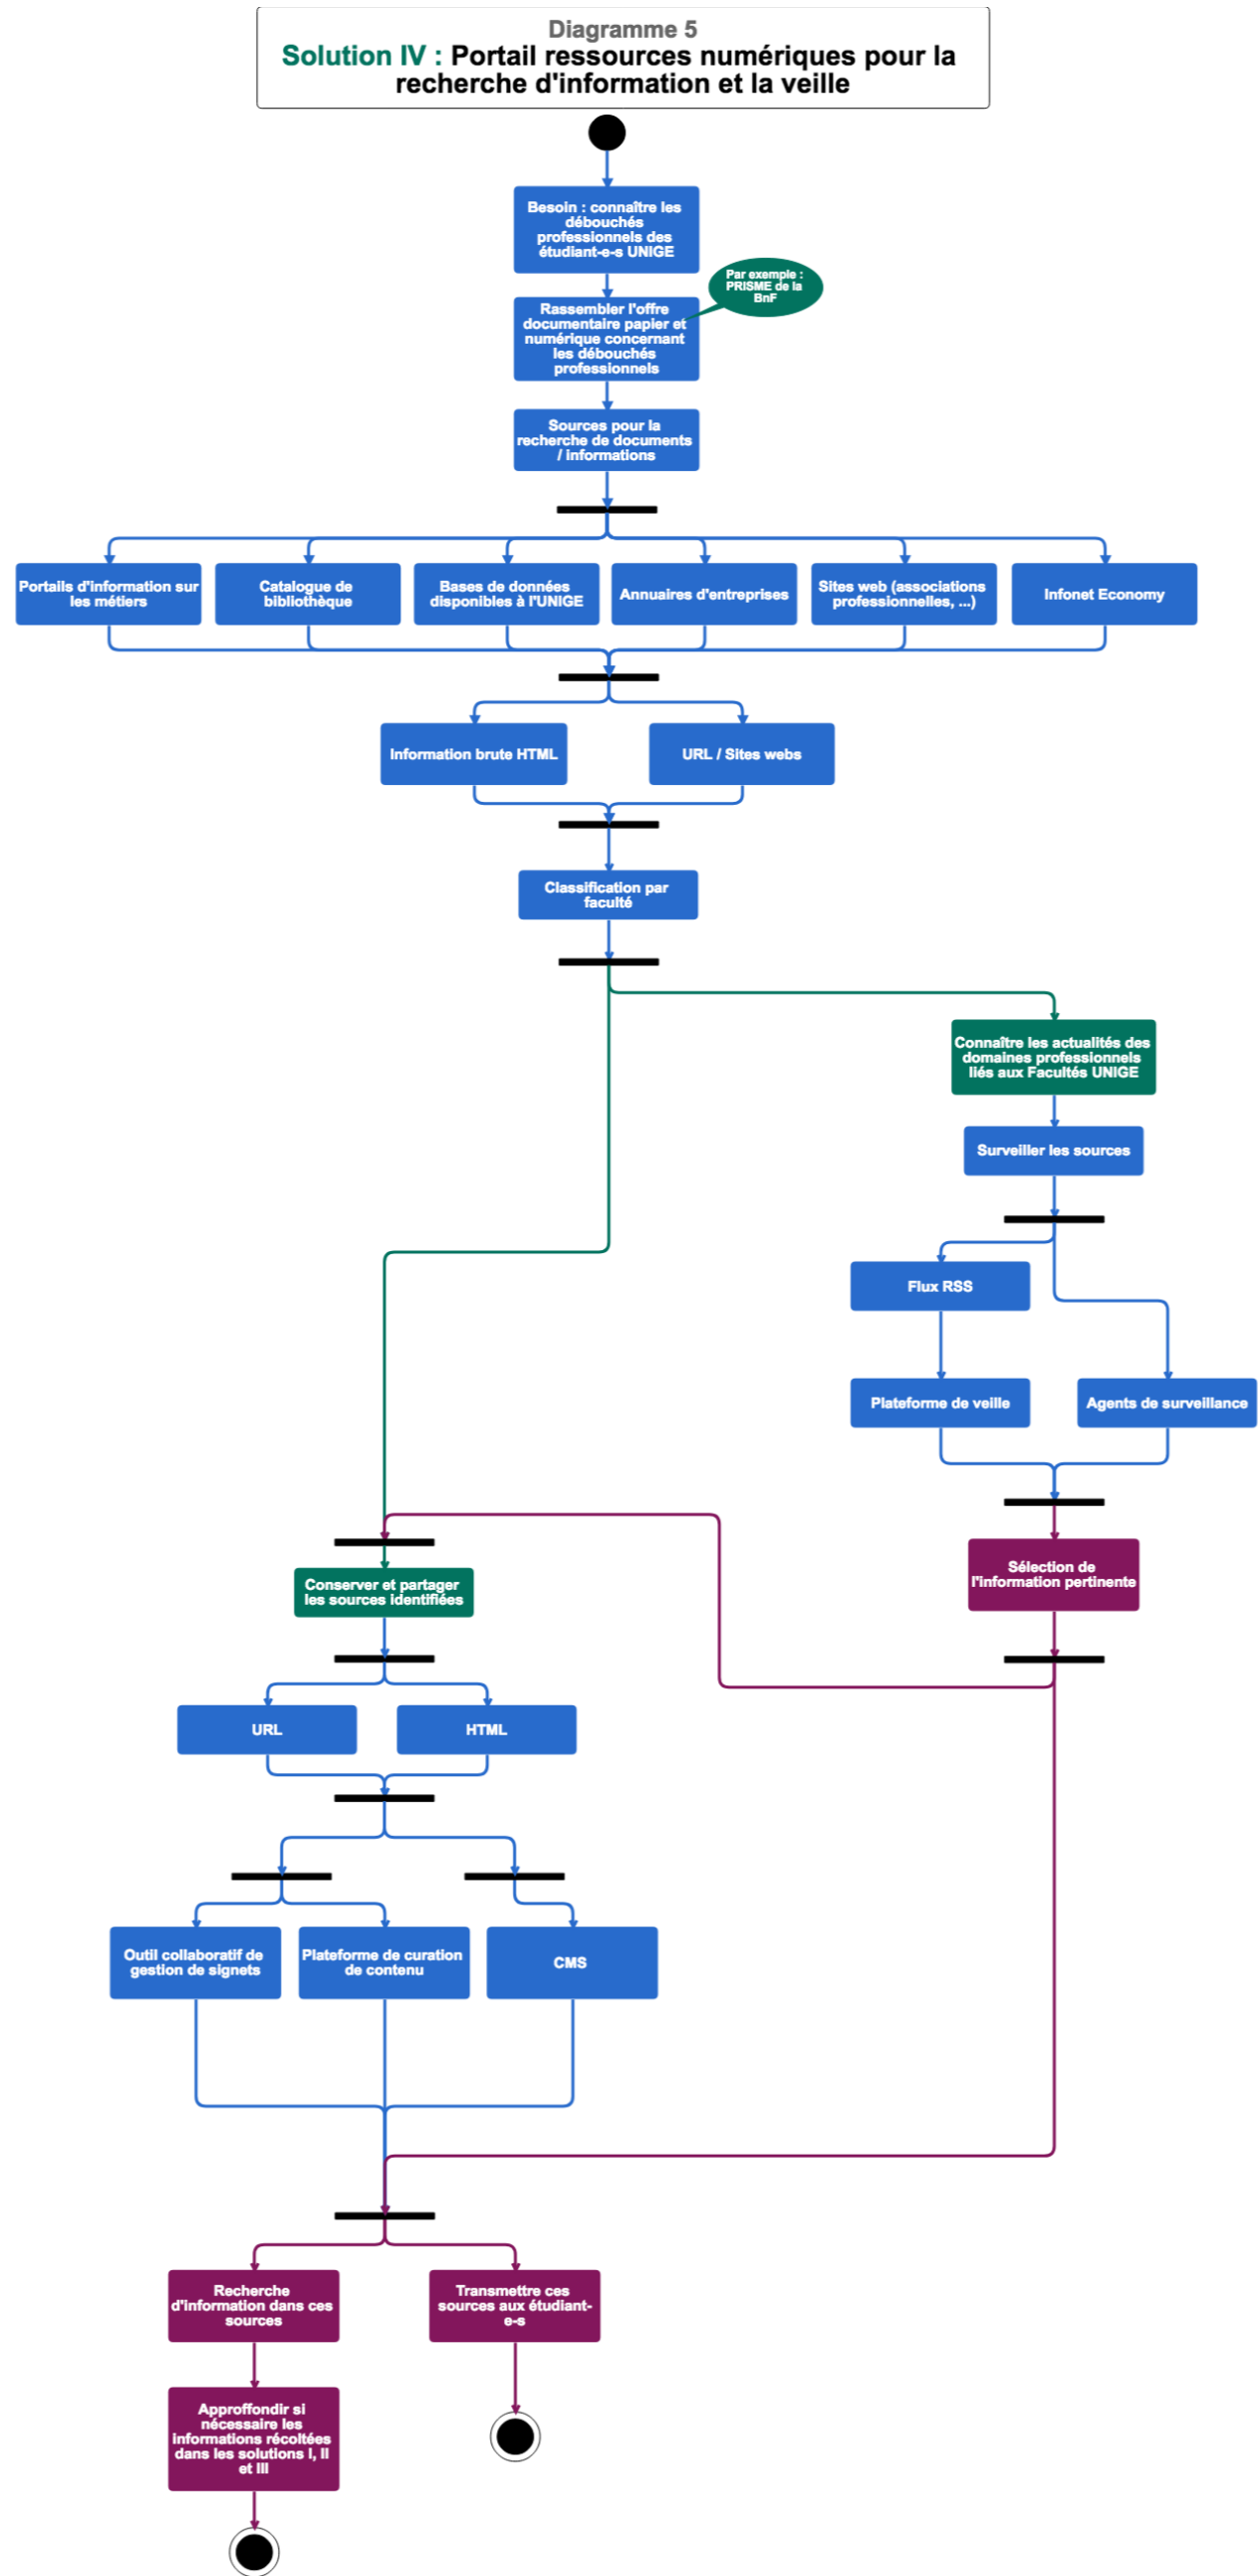 Diagramme 5
Solution IV : Portail ressources numériques pour la
recherche d'information et la veille
Besoin : connaître les
débouchés
professionnels des
étudiant-e-s UNIGE
Par exemple :
PRISME de la
BnF
Rassembler l'offre
documentaire papier et
numérique concernant
les débouchés
professionnels
Sources pour la
recherche de documents
/ informations
Portails d'information sur
les métiers
Catalogue de
bibliothèque
Bases de données
disponibles à l'UNIGE
Annuaires d'entreprises
Sites web (associations
professionnelles, ...)
Infonet Economy
Information brute HTML
URL / Sites webs
Classification par
faculté
Connaître les actualités des
domaines professionnels
liés aux Facultés UNIGE
Surveiller les sources
Flux RSS
Plateforme de veille
Agents de surveillance
Sélection de
l'information pertinente
Conserver et partager
les sources identifiées
URL
HTML
Outil collaboratif de
gestion de signets
Plateforme de curation
de contenu
CMS
Recherche
d'information dans ces
sources
Transmettre ces
sources aux étudiant-
e-s
Approffondir si
nécessaire les
informations récoltées
dans les solutions I, II
et III